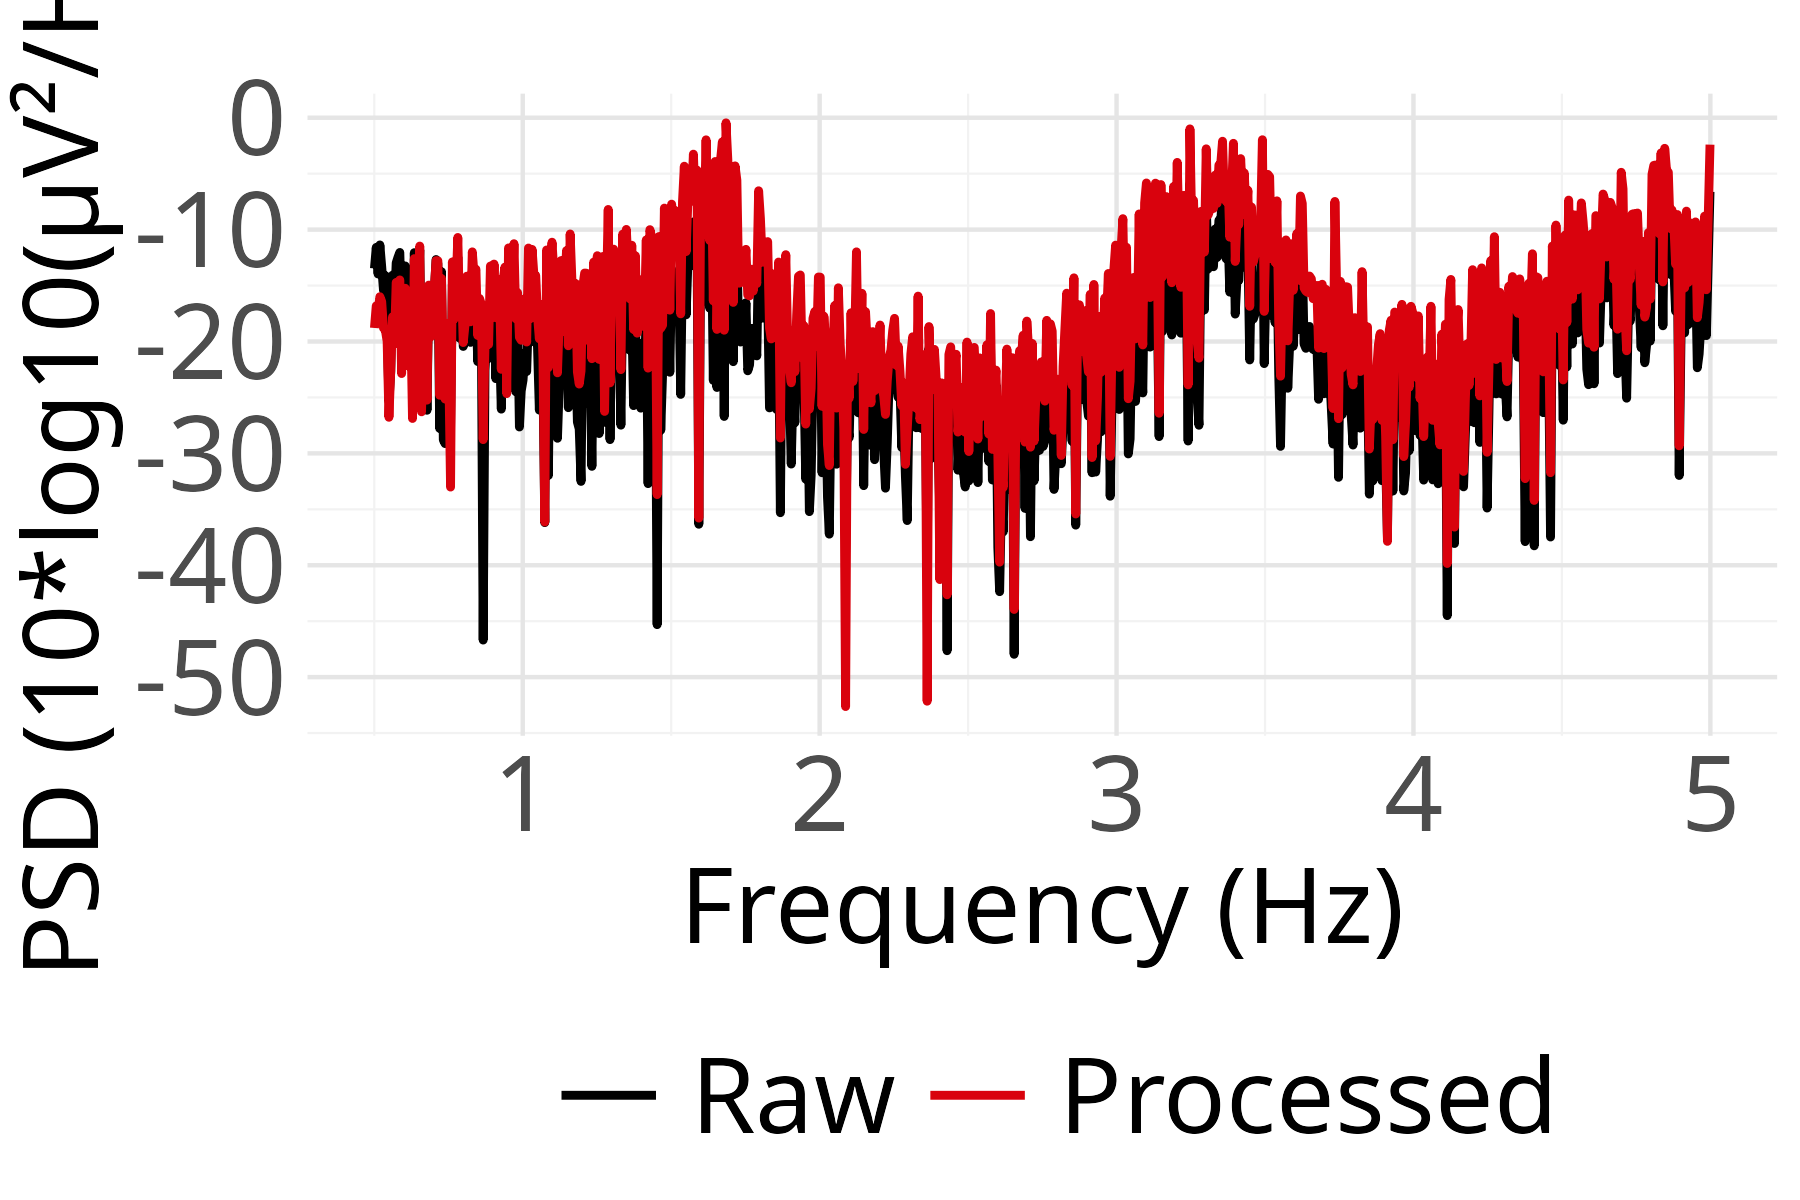 PSD (10*log10(µV²/H
0
-10
-20
-30
-40
-50
1 2 3 4 5
Frequency (Hz)
Raw Processed